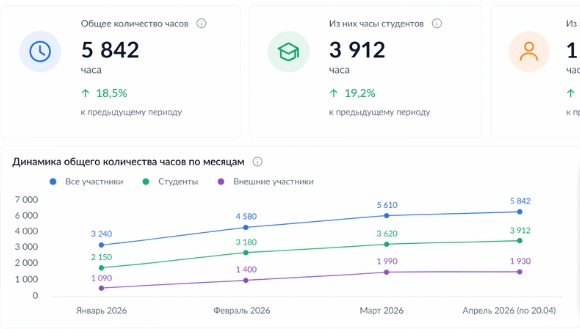 Общее количество часов
5 842
часа
↑ 18,5%
к предыдущему периоду
Из них часы студентов
3 912
часа
↑ 19,2%
к предыдущему периоду
Из
1
час
↑
к пр
Динамика общего количества часов по месяцам
Все участники Студенты Внешние участники
7 000
6 000
5 000
4 000
3 000
2 000
1 000
0
3 240 4 580 5 610 5 842
2 150 3 180 3 620 3 912
1 090 1 400 1 990 1 930
Январь 2026 Февраль 2026 Март 2026 Апрель 2026 (по 20.04)